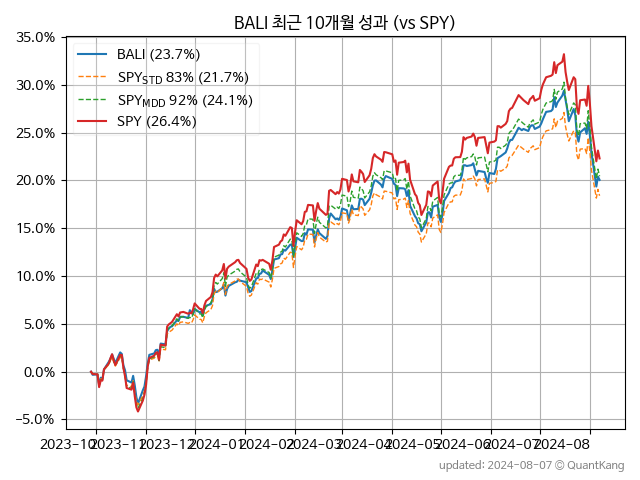 BALI 최근 10개월 성과 (vs SPY)
35.0%
30.0%
25.0%
20.0%
15.0%
10.0%
5.0%
0.0%
−5.0%
BALI (23.7%)
SPYSTD 83% (21.7%)
SPYMDD 92% (24.1%)
SPY (26.4%)
2023-10 2023-11 2023-12 2024-01 2024-02 2024-03 2024-04 2024-05 2024-06 2024-07 2024-08
updated: 2024-08-07 © QuantKang